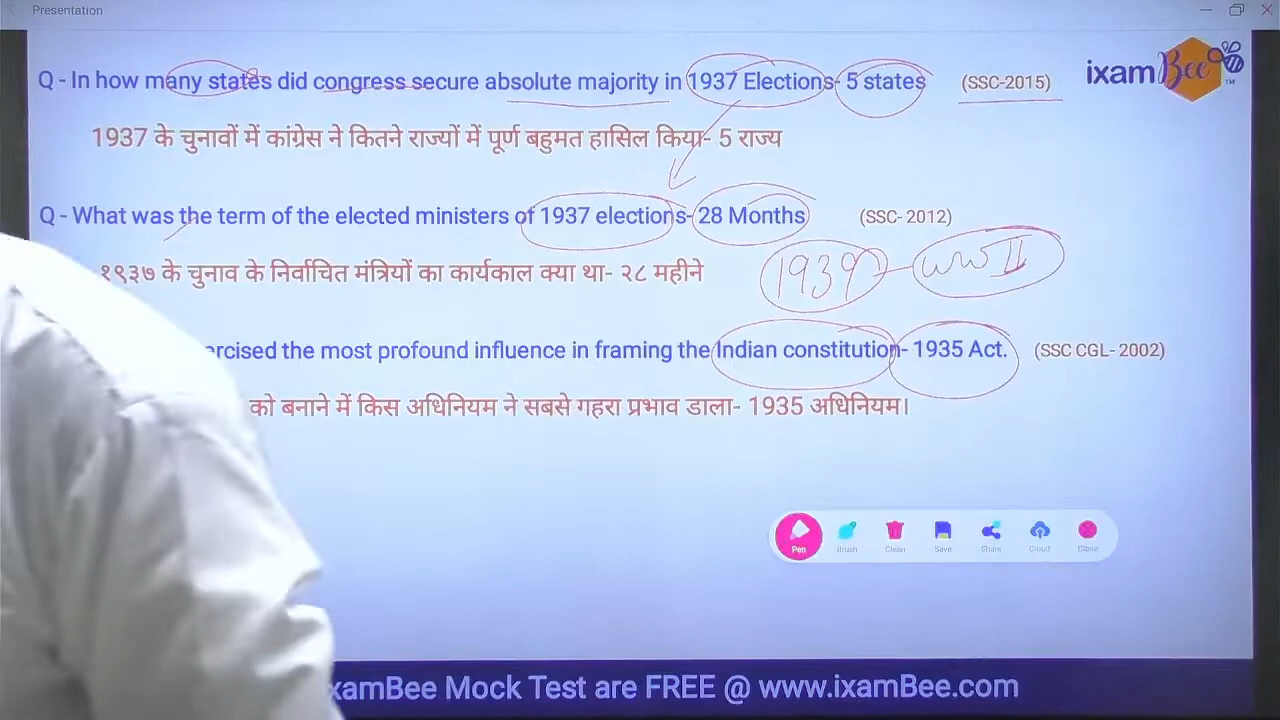 Presentation
ixamBee™
Q - In how many states did congress secure absolute majority in 1937 Elections- 5 states (SSC-2015)
1937 के चुनावों में कांग्रेस ने कितने राज्यों में पूर्ण बहुमत हासिल किया- 5 राज्य
Q - What was the term of the elected ministers of 1937 elections- 28 Months (SSC- 2012)
१९३७ के चुनाव के निर्वाचित मंत्रियों का कार्यकाल क्या था- २८ महीने
1939 - WW II
the most profound influence in framing the Indian constitution- 1935 Act. (SSC CGL- 2002)
को बनाने में किस अधिनियम ने सबसे गहरा प्रभाव डाला- 1935 अधिनियम।
Pen Brush Clean Save Share Cloud Close
xamBee Mock Test are FREE @ www.ixamBee.com